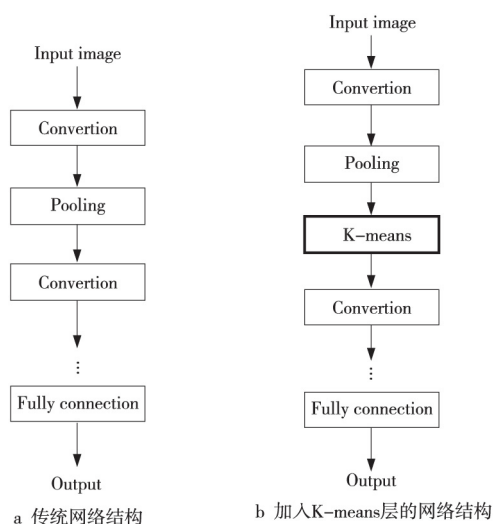 Input image
Convertion
Pooling
Convertion
⋮
Fully connection
Output
a 传统网络结构
Input image
Convertion
Pooling
K-means
Convertion
⋮
Fully connection
Output
b 加入K-means层的网络结构